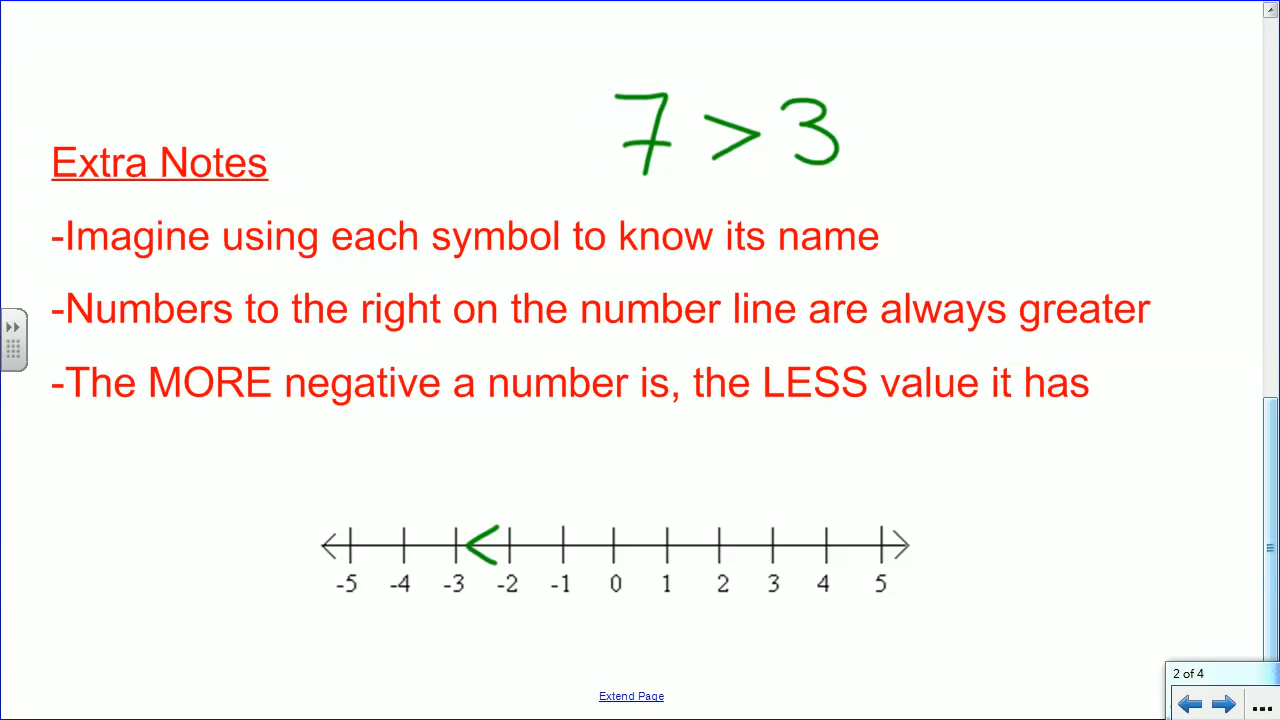 7 > 3
Extra Notes
-Imagine using each symbol to know its name
-Numbers to the right on the number line are always greater
-The MORE negative a number is, the LESS value it has
<
-5 -4 -3 -2 -1 0 1 2 3 4 5
Extend Page
2 of 4
...